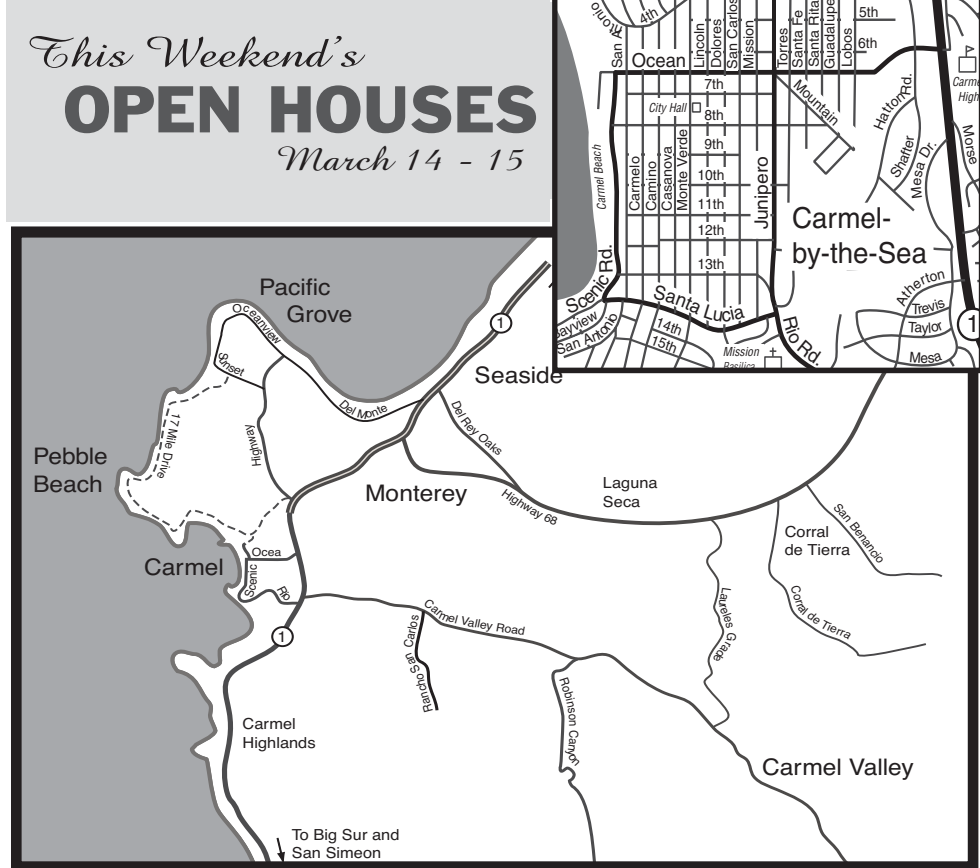 This Weekend's
OPEN HOUSES
March 14 - 15
4th
San A
Ocean
Lincoln
Dolores
San Carlos
Mission
Torres
Santa Fe
Santa Rita
Guadalupe
Lobos
5th
6th
7th
City Hall
8th
9th
10th
11th
12th
13th
Carmel Beach
Carmelo
Camino
Casanova
Monte Verde
Junipero
Mountain
Hatton Rd.
Shafter
Mesa Dr.
Morse
Carme
High
Carmel-
by-the-Sea
Scenic Rd.
Santa Lucia
Bayview
San Antonio
14th
15th
Mission
Basilica
Rio Rd.
Atherton
Trevis
Taylor
Mesa
1
Pacific
Grove
Oceanview
Sunset
17 Mile Drive
Highway
Del Monte
1
Seaside
Pebble
Beach
Del Rey Oaks
Monterey
Highway 68
Laguna
Seca
Corral
de Tierra
San Benancio
Corral de Tierra
Laureles Grade
Carmel
Ocea
Scenic
Rio
1
Carmel Valley Road
Rancho San Carlos
Robinson Canyon
Carmel
Highlands
Carmel Valley
To Big Sur and
San Simeon